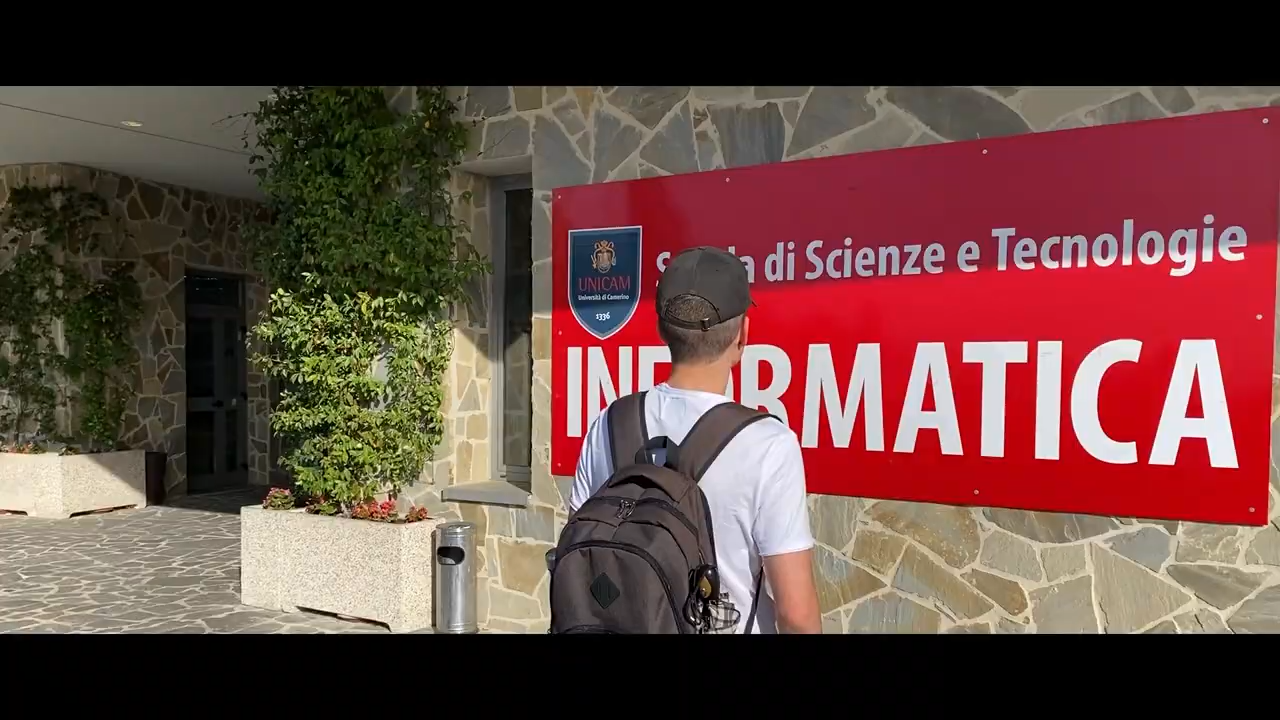 UNICAM
Università di Camerino
1336
di Scienze e Tecnologie
INFORMATICA